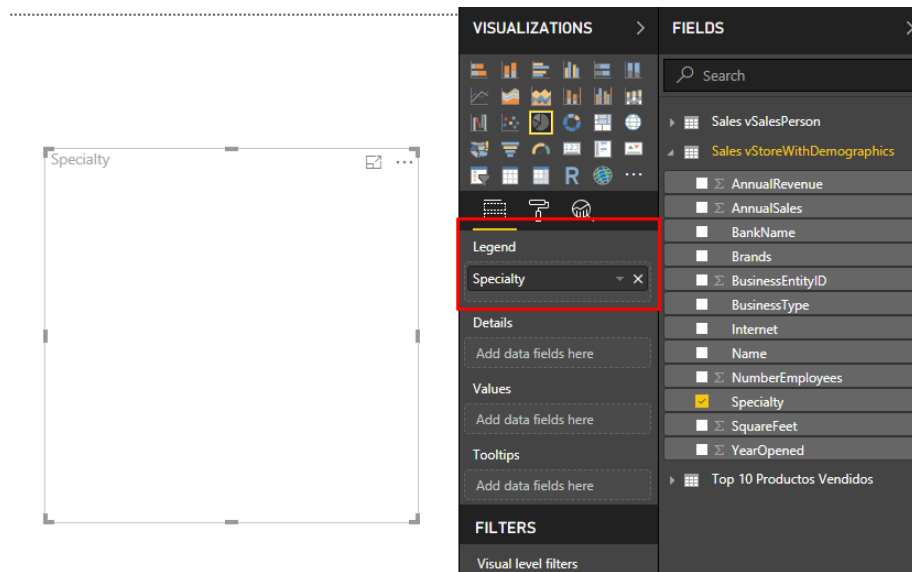 Specialty
VISUALIZATIONS
R
Legend
Specialty
Details
Add data fields here
Values
Add data fields here
Tooltips
Add data fields here
FILTERS
Visual level filters
FIELDS
Search
Sales vSalesPerson
Sales vStoreWithDemographics
Σ AnnualRevenue
Σ AnnualSales
BankName
Brands
Σ BusinessEntityID
BusinessType
Internet
Name
Σ NumberEmployees
Specialty
Σ SquareFeet
Σ YearOpened
Top 10 Productos Vendidos